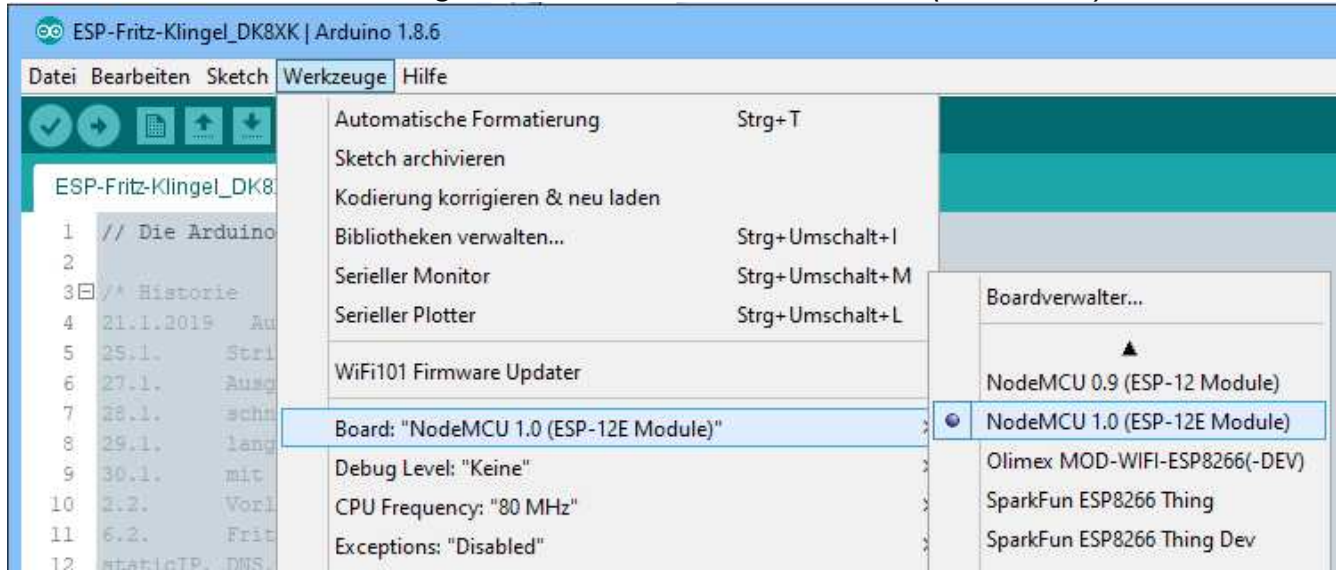 ESP-Fritz-Klingel_DK8XK | Arduino 1.8.6
Datei Bearbeiten Sketch Werkzeuge Hilfe
Automatische Formatierung Strg+T
Sketch archivieren
ESP-Fritz-Klingel_DK8
Kodierung korrigieren & neu laden
1 // Die Arduino
Bibliotheken verwalten... Strg+Umschalt+I
2
Serieller Monitor Strg+Umschalt+M
3 /* Historie
Boardverwalter...
4 21.1.2019 Au
Serieller Plotter Strg+Umschalt+L
5 25.1. Stri
WiFi101 Firmware Updater
6 27.1. Ausg
NodeMCU 0.9 (ESP-12 Module)
7 28.1. schn
Board: "NodeMCU 1.0 (ESP-12E Module)"
NodeMCU 1.0 (ESP-12E Module)
8 29.1. lang
Debug Level: "Keine"
Olimex MOD-WIFI-ESP8266(-DEV)
9 30.1. mit
CPU Frequency: "80 MHz"
SparkFun ESP8266 Thing
10 2.2. Vorl
Exceptions: "Disabled"
SparkFun ESP8266 Thing Dev
11 6.2. Frit
12 staticIP, DNS,